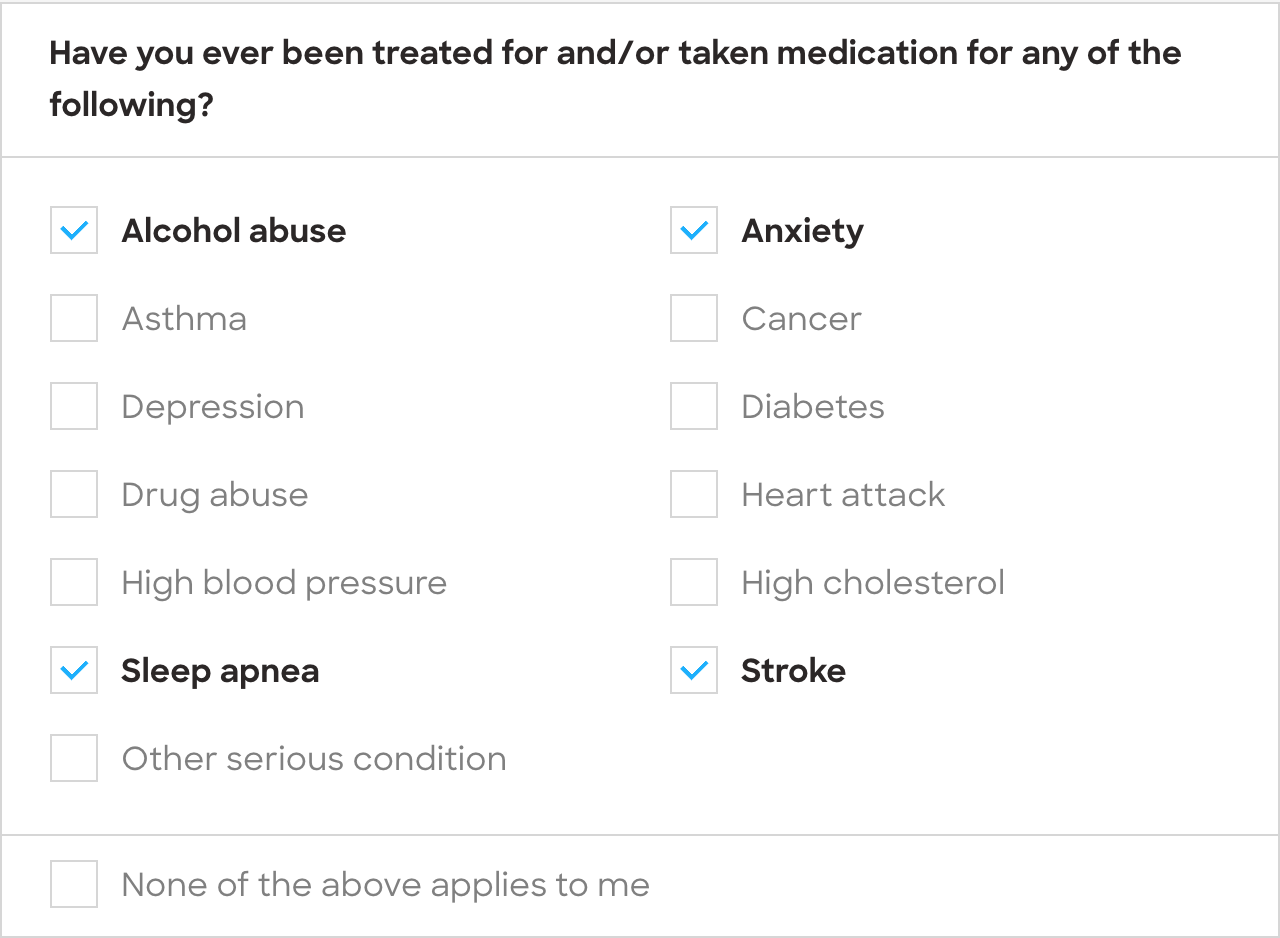 Have you ever been treated for and/or taken medication for any of the
following?
Alcohol abuse
Anxiety
Asthma
Cancer
Depression
Diabetes
Drug abuse
Heart attack
High blood pressure
High cholesterol
Sleep apnea
Stroke
Other serious condition
None of the above applies to me